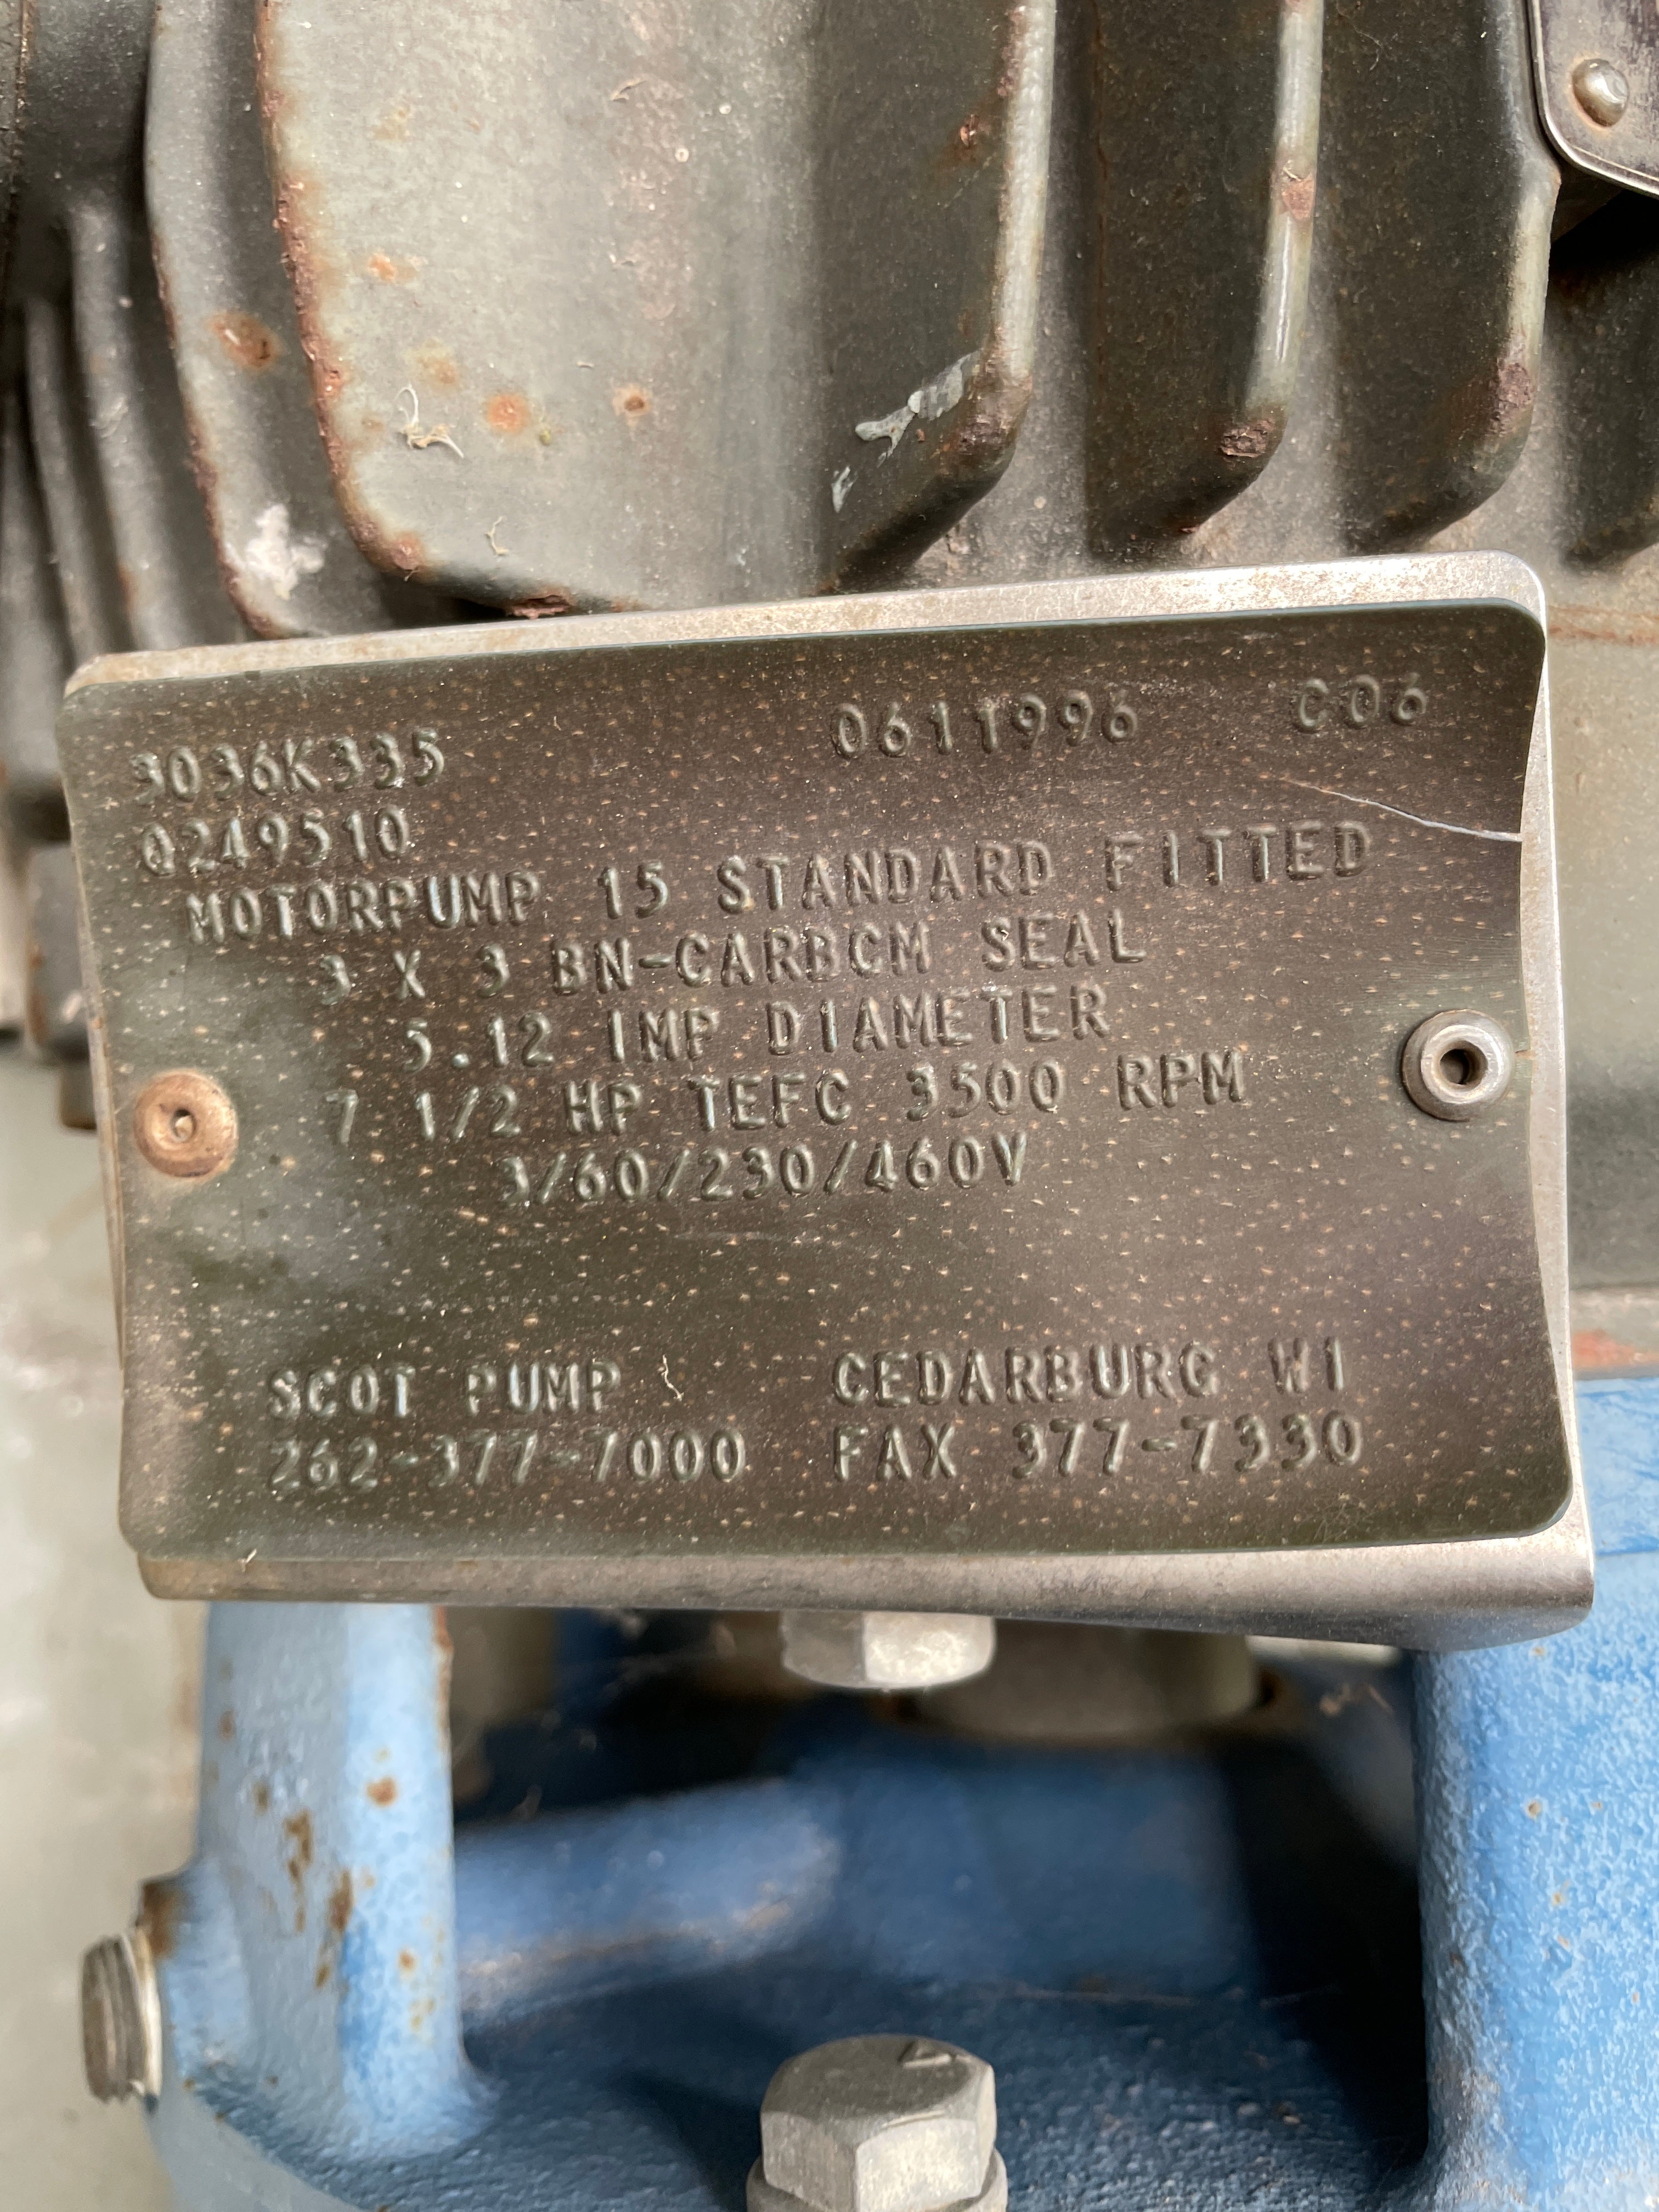 3036K335 0611996 C06
Q249510
MOTORPUMP 15 STANDARD FITTED
3 X 3 BN-CARBCM SEAL
5.12 IMP DIAMETER
7 1/2 HP TEFC 3500 RPM
3/60/230/460V
SCOT PUMP CEDARBURG WI
262-377-7000 FAX 377-7330